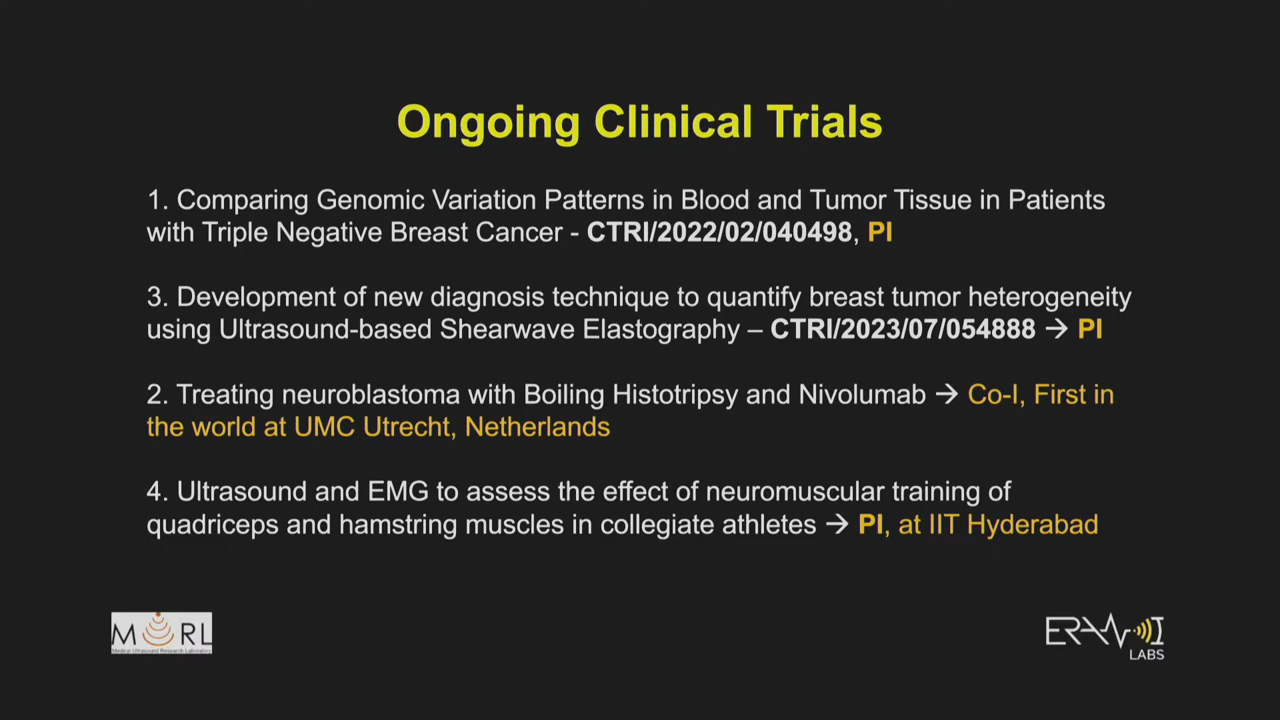 Ongoing Clinical Trials
1. Comparing Genomic Variation Patterns in Blood and Tumor Tissue in Patients
with Triple Negative Breast Cancer - CTRI/2022/02/040498, PI
3. Development of new diagnosis technique to quantify breast tumor heterogeneity
using Ultrasound-based Shearwave Elastography – CTRI/2023/07/054888 → PI
2. Treating neuroblastoma with Boiling Histotripsy and Nivolumab → Co-I, First in
the world at UMC Utrecht, Netherlands
4. Ultrasound and EMG to assess the effect of neuromuscular training of
quadriceps and hamstring muscles in collegiate athletes → PI, at IIT Hyderabad
Medical Ultrasound Research Laboratory
LABS